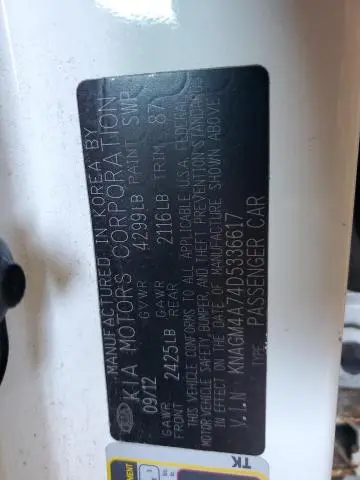 MANUFACTURED IN KOREA BY
KIA MOTORS CORPORATION
09/12 GVWR 4299LB PAINT SWP
GAWR FRONT 2425LB GAWR REAR 2116LB TRIM 87
THIS VEHICLE CONFORMS TO ALL APPLICABLE U.S.A. FEDERAL
MOTOR VEHICLE SAFETY, BUMPER, AND THEFT PREVENTION STANDARDS
IN EFFECT ON THE DATE OF MANUFACTURE SHOWN ABOVE
V.I.N KNAGM4A74D5336617
TYPE PASSENGER CAR
TK